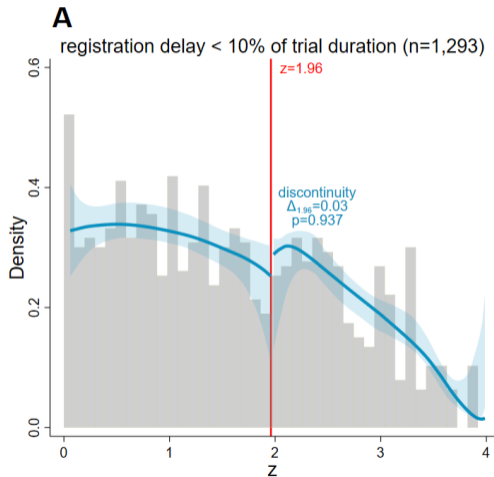 A
registration delay < 10% of trial duration (n=1,293)
z=1.96
discontinuity
Δ1.96=0.03
p=0.937
Density
0.6
0.4
0.2
0.0
0 1 2 3 4
z